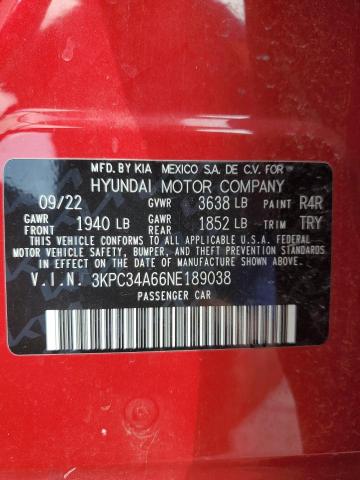 MFD. BY KIA MEXICO S.A. DE C.V. FOR
HYUNDAI MOTOR COMPANY
09/22 GVWR 3638 LB PAINT R4R
GAWR FRONT 1940 LB GAWR REAR 1852 LB TRIM TRY
THIS VEHICLE CONFORMS TO ALL APPLICABLE U.S.A. FEDERAL
MOTOR VEHICLE SAFETY, BUMPER, AND THEFT PREVENTION STANDARDS
IN EFFECT ON THE DATE OF MANUFACTURE SHOWN ABOVE.
V.I.N. 3KPC34A66NE189038
PASSENGER CAR